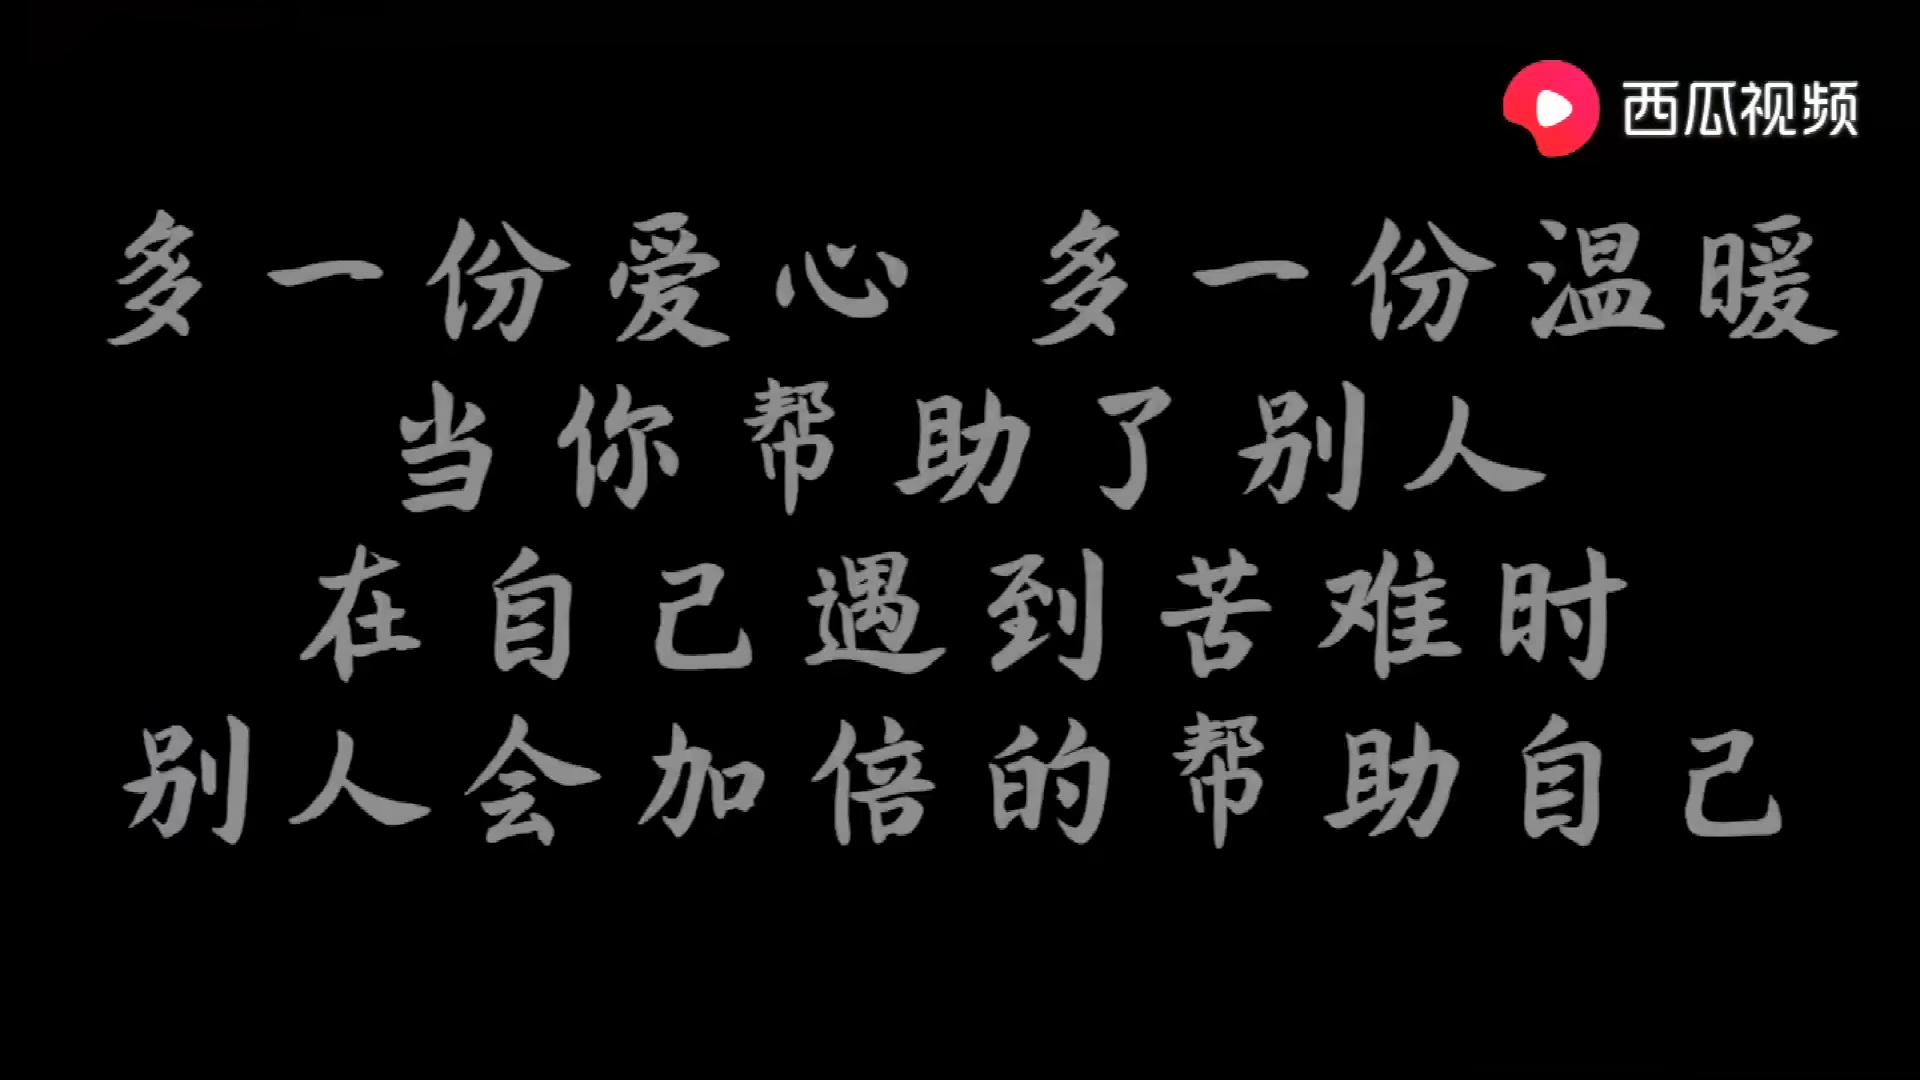 西瓜视频
多一份爱心 多一份温暖
当你帮助了别人
在自己遇到苦难时
别人会加倍的帮助自己